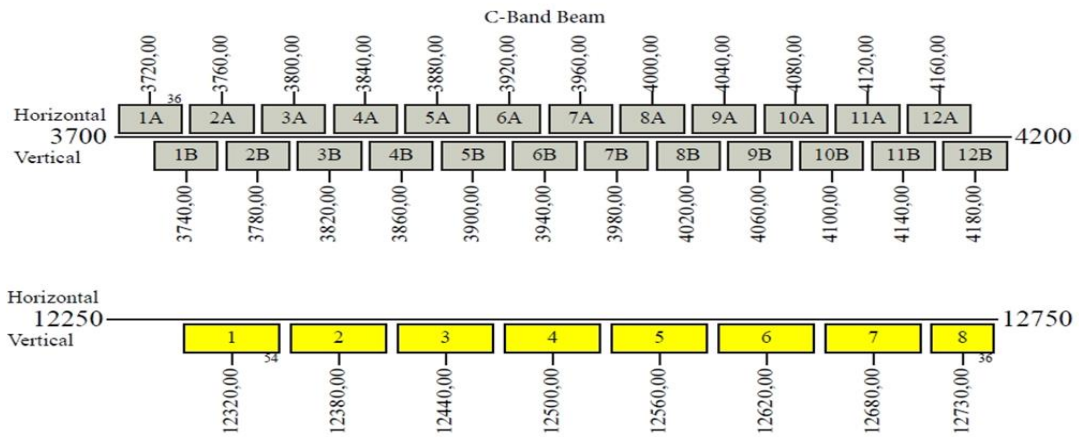 C-Band Beam
3720,00 3760,00 3800,00 3840,00 3880,00 3920,00 3960,00 4000,00 4040,00 4080,00 4120,00 4160,00
36
Horizontal 1A 2A 3A 4A 5A 6A 7A 8A 9A 10A 11A 12A
3700 4200
Vertical 1B 2B 3B 4B 5B 6B 7B 8B 9B 10B 11B 12B
3740,00 3780,00 3820,00 3860,00 3900,00 3940,00 3980,00 4020,00 4060,00 4100,00 4140,00 4180,00
Horizontal
12250 12750
Vertical 1 2 3 4 5 6 7 8
54 36
12320,00 12380,00 12440,00 12500,00 12560,00 12620,00 12680,00 12730,00